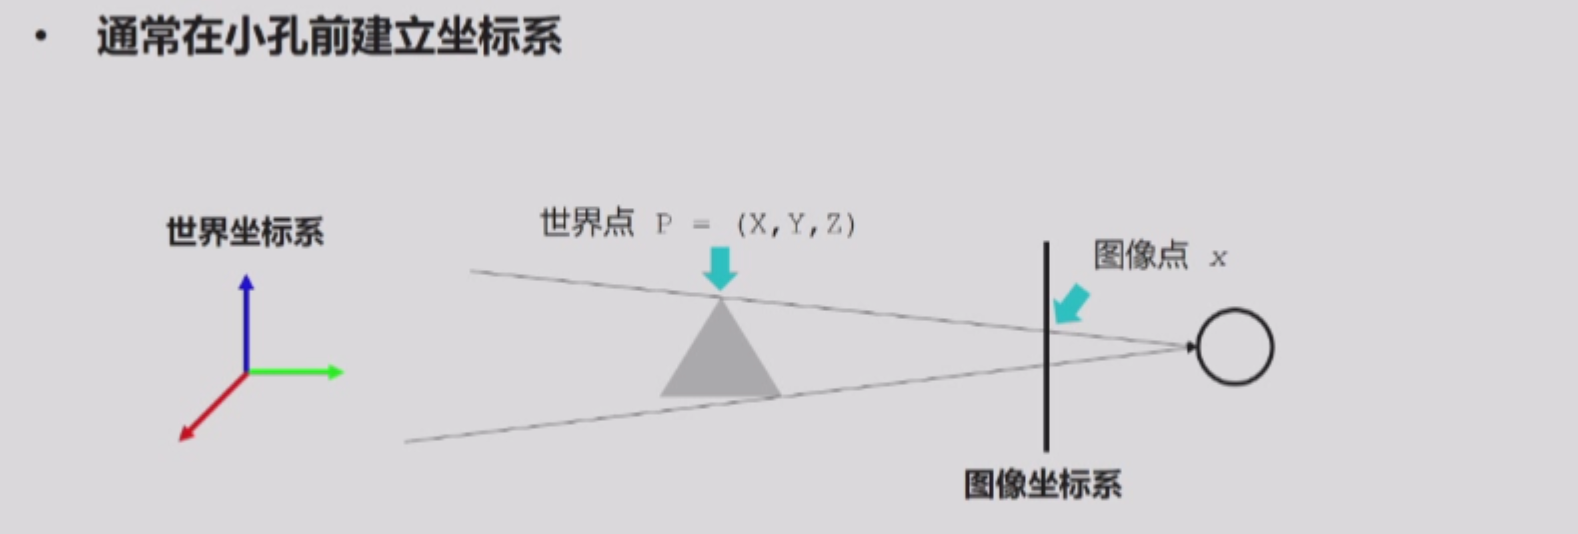 • 通常在小孔前建立坐标系
世界坐标系
世界点 P = (X,Y,Z)
图像点 x
图像坐标系